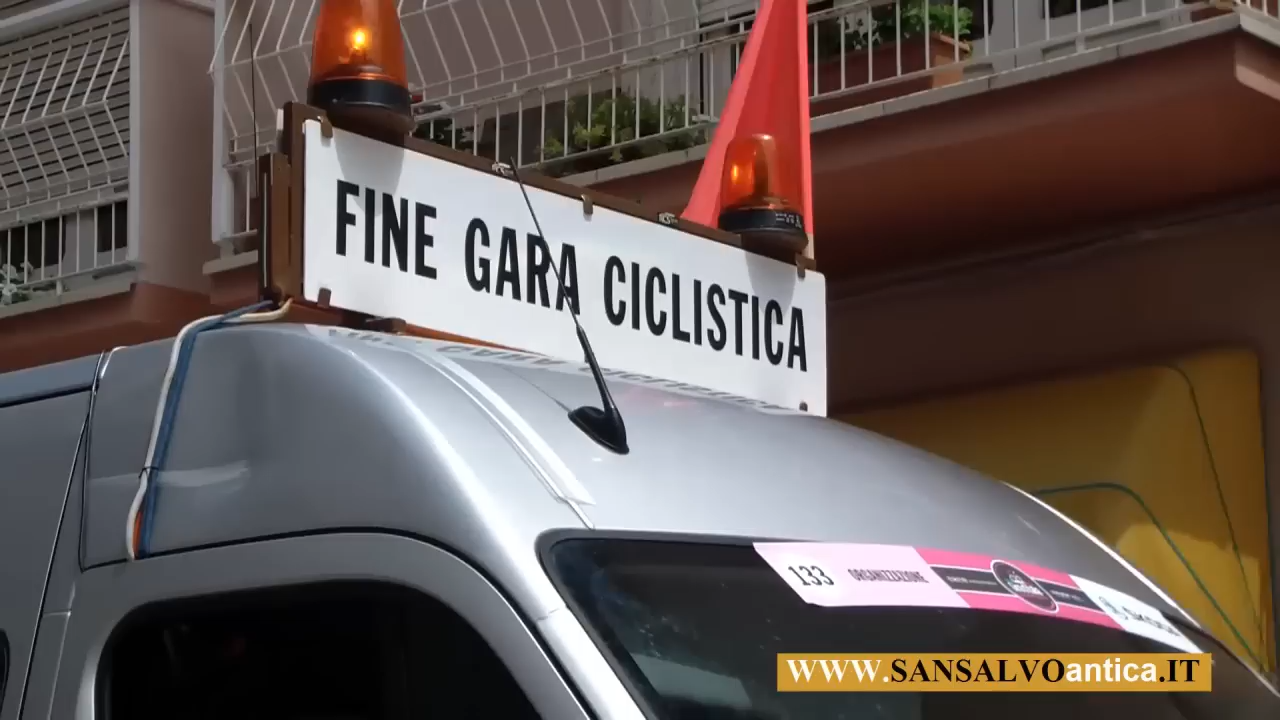 FINE GARA CICLISTICA
133 ORGANIZZAZIONE
WWW.SANSALVOantica.IT